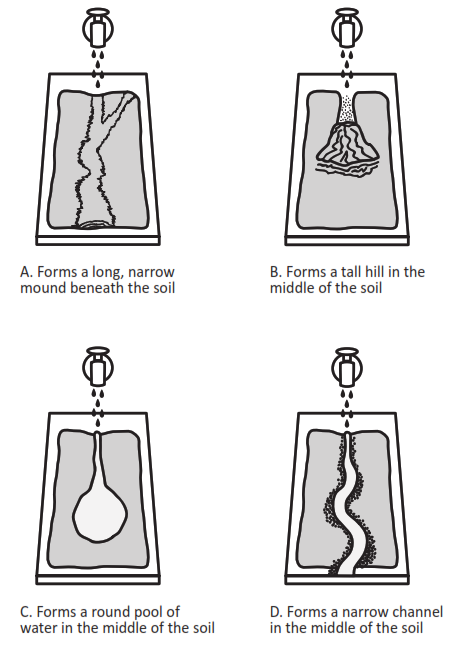 A. Forms a long, narrow
mound beneath the soil
B. Forms a tall hill in the
middle of the soil
C. Forms a round pool of
water in the middle of the soil
D. Forms a narrow channel
in the middle of the soil